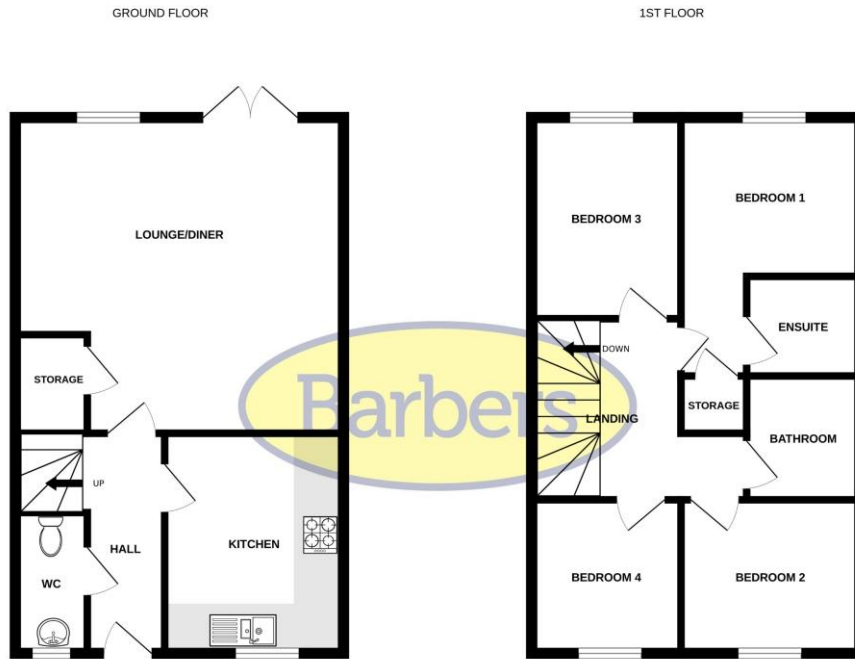 GROUND FLOOR
LOUNGE/DINER
STORAGE
UP
HALL
KITCHEN
WC
1ST FLOOR
BEDROOM 3
BEDROOM 1
ENSUITE
DOWN
STORAGE
LANDING
BATHROOM
BEDROOM 4
BEDROOM 2
Barbers